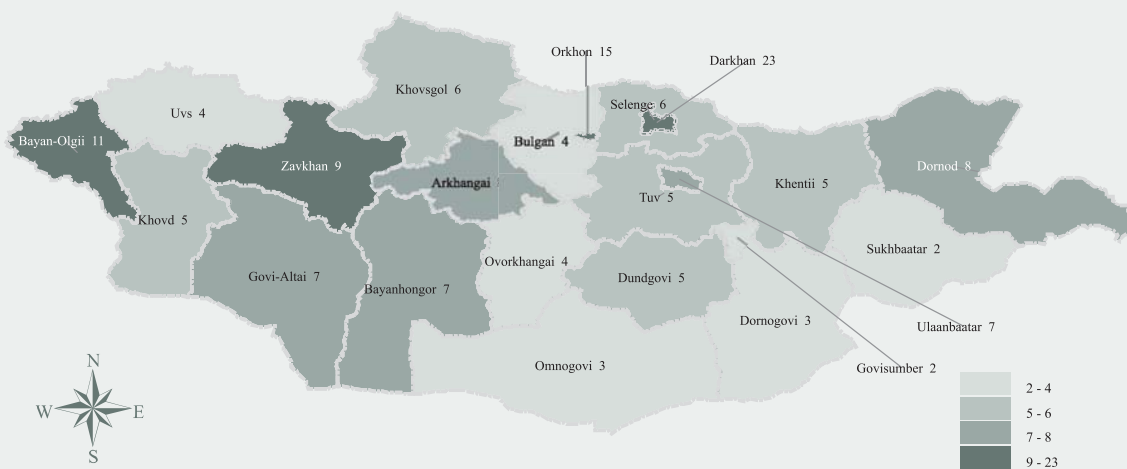 Orkhon 15
Darkhan 23
Khovsgol 6
Selenge 6
Uvs 4
Bayan-Olgii 11
Bulgan 4
Zavkhan 9
Dornod 8
Arkhangai
Khentii 5
Tuv 5
Khovd 5
Sukhbaatar 2
Ovorkhangai 4
Govi-Altai 7
Dundgovi 5
Bayanhongor 7
Dornogovi 3
Ulaanbaatar 7
Omnogovi 3
Govisumber 2
N
W E
S
2 - 4
5 - 6
7 - 8
9 - 23